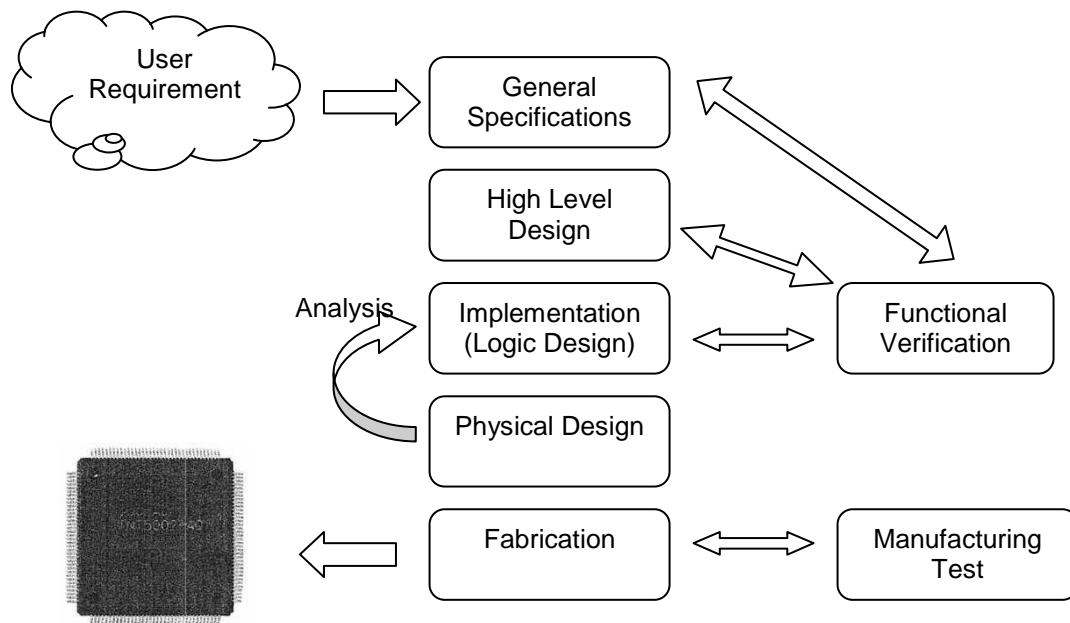 User
Requirement
General
Specifications
High Level
Design
Analysis
Implementation
(Logic Design)
Functional
Verification
Physical Design
Fabrication
Manufacturing
Test